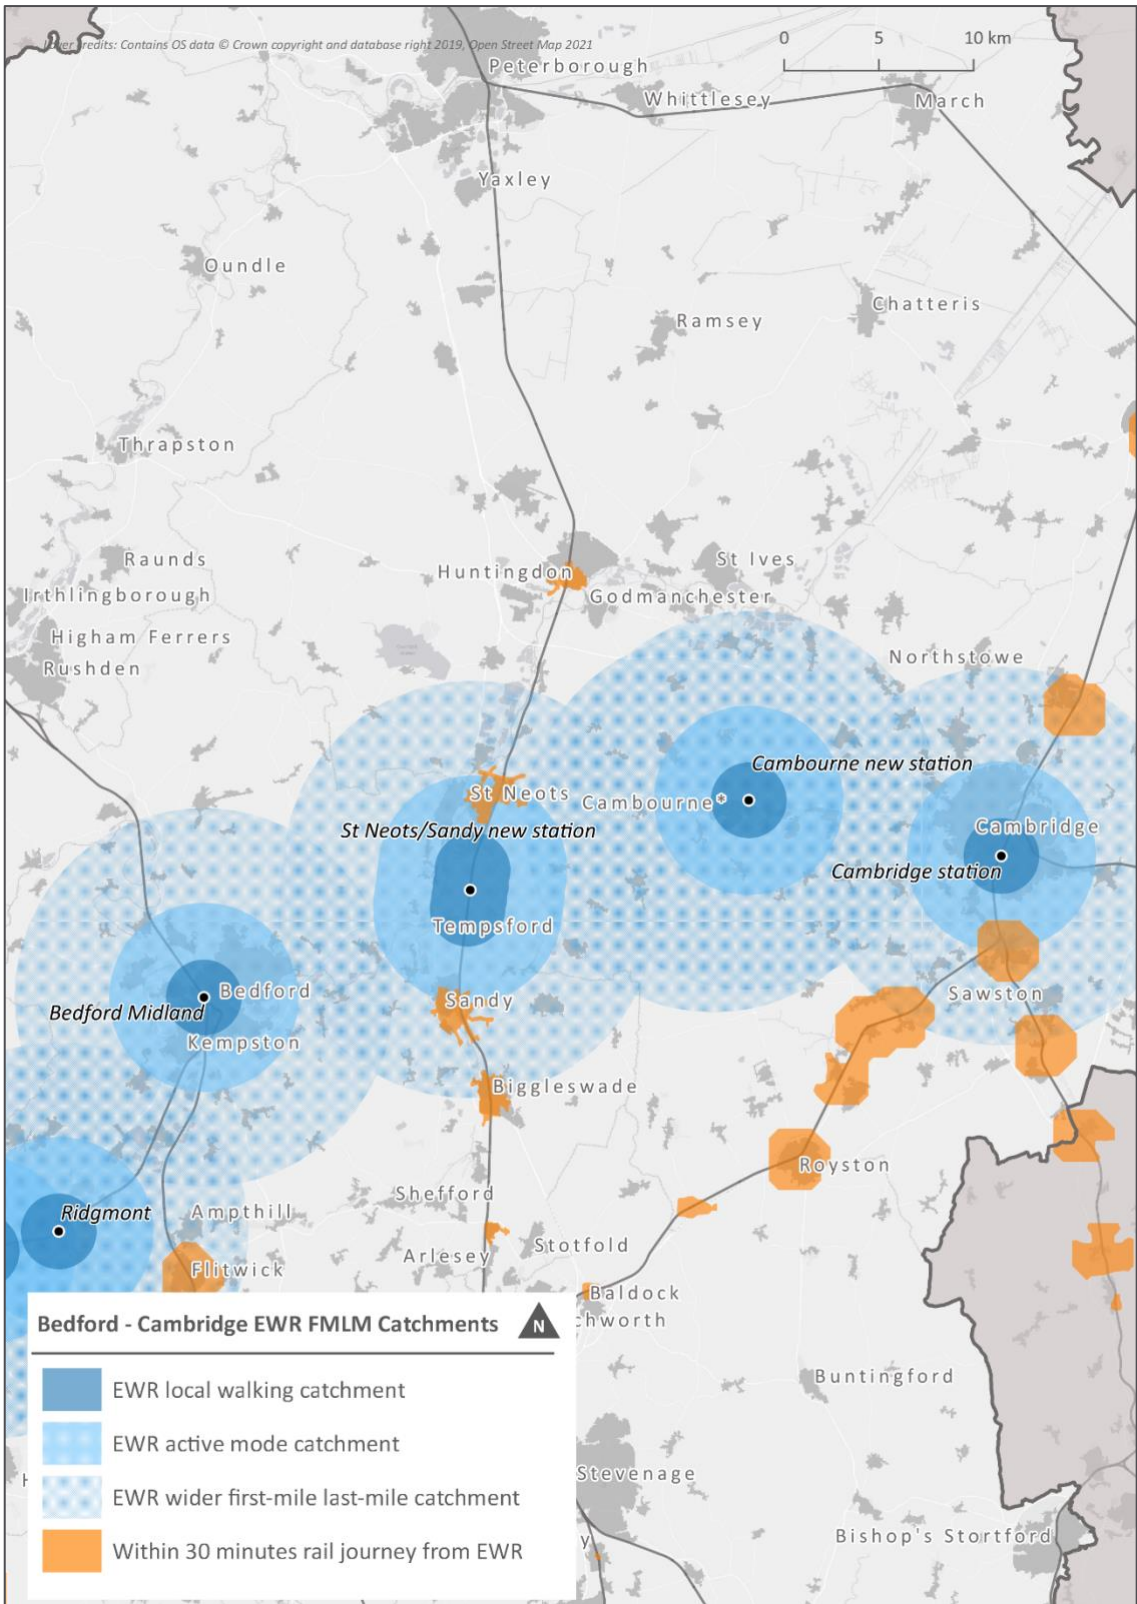 Layer credits: Contains OS data © Crown copyright and database right 2019, Open Street Map 2021
0 5 10 km
Peterborough
Whittlesey
March
Yaxley
Oundle
Chatteris
Ramsey
Thrapston
Raunds
St Ives
Huntingdon
Irthlingborough
Godmanchester
Higham Ferrers
Northstowe
Rushden
Cambourne new station
St Neots
Cambourne*
St Neots/Sandy new station
Cambridge
Cambridge station
Tempsford
Bedford
Sawston
Sandy
Bedford Midland
Kempston
Biggleswade
Royston
Shefford
Ridgmont
Ampthill
Stotfold
Arlesey
Flitwick
Baldock
chworth
Bedford - Cambridge EWR FMLM Catchments
N
EWR local walking catchment
Buntingford
EWR active mode catchment
Stevenage
H
EWR wider first-mile last-mile catchment
Bishop's Stortford
y
Within 30 minutes rail journey from EWR